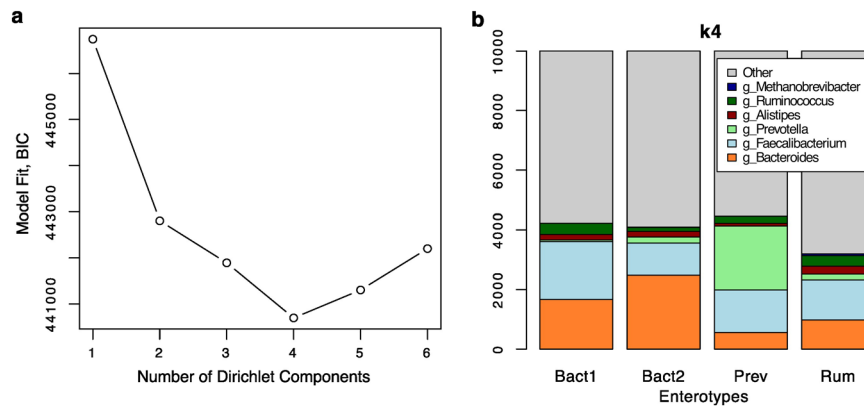 a
Model Fit, BIC
445000
443000
441000
1 2 3 4 5 6
Number of Dirichlet Components
b
k4
10000
8000
6000
4000
2000
0
Other
g_Methanobrevibacter
g_Ruminococcus
g_Alistipes
g_Prevotella
g_Faecalibacterium
g_Bacteroides
Bact1 Bact2 Prev Rum
Enterotypes